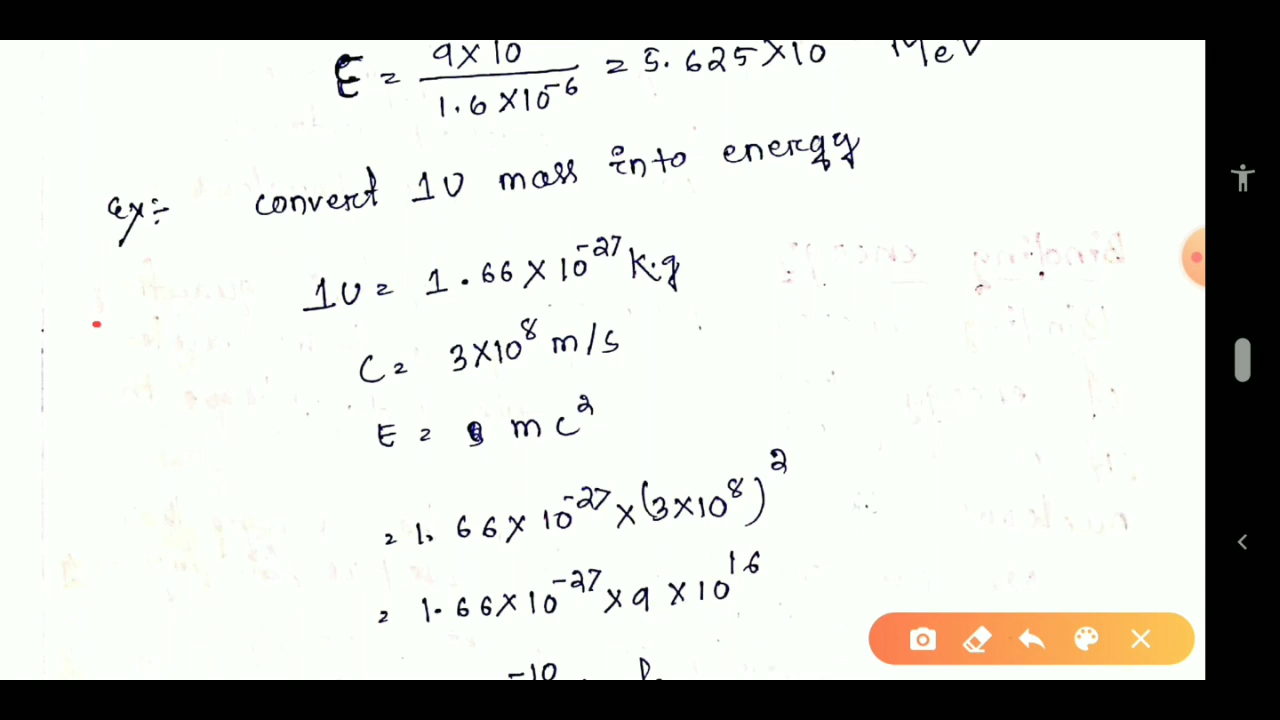 E = 9×10 / 1.6×10⁻⁶ = 5.625×10 MeV
Ex:- convert 1U mass into energy
1U = 1.66×10⁻²⁷ k.g
C = 3×10⁸ m/s
E = mc²
= 1.66×10⁻²⁷×(3×10⁸)²
= 1.66×10⁻²⁷×9×10¹⁶
-10